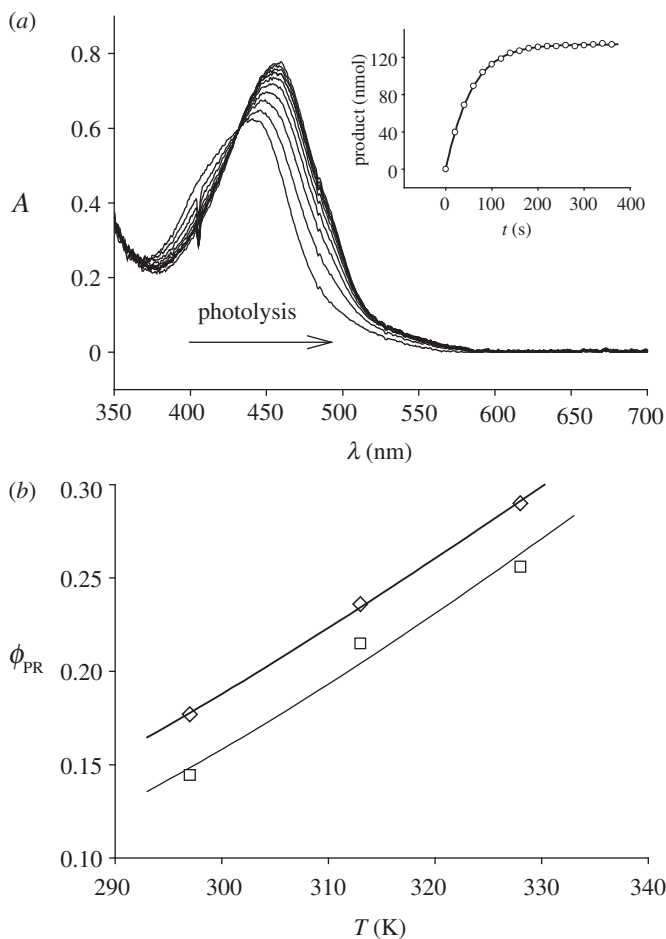 (a)
0.8
0.6
A
0.4
0.2
0
photolysis
350 400 450 500 550 600 650 700
λ (nm)
product (nmol)
120
80
40
0
0 100 200 300 400
t (s)
(b)
0.30
0.25
ϕPR
0.20
0.15
0.10
290 300 310 320 330 340
T (K)